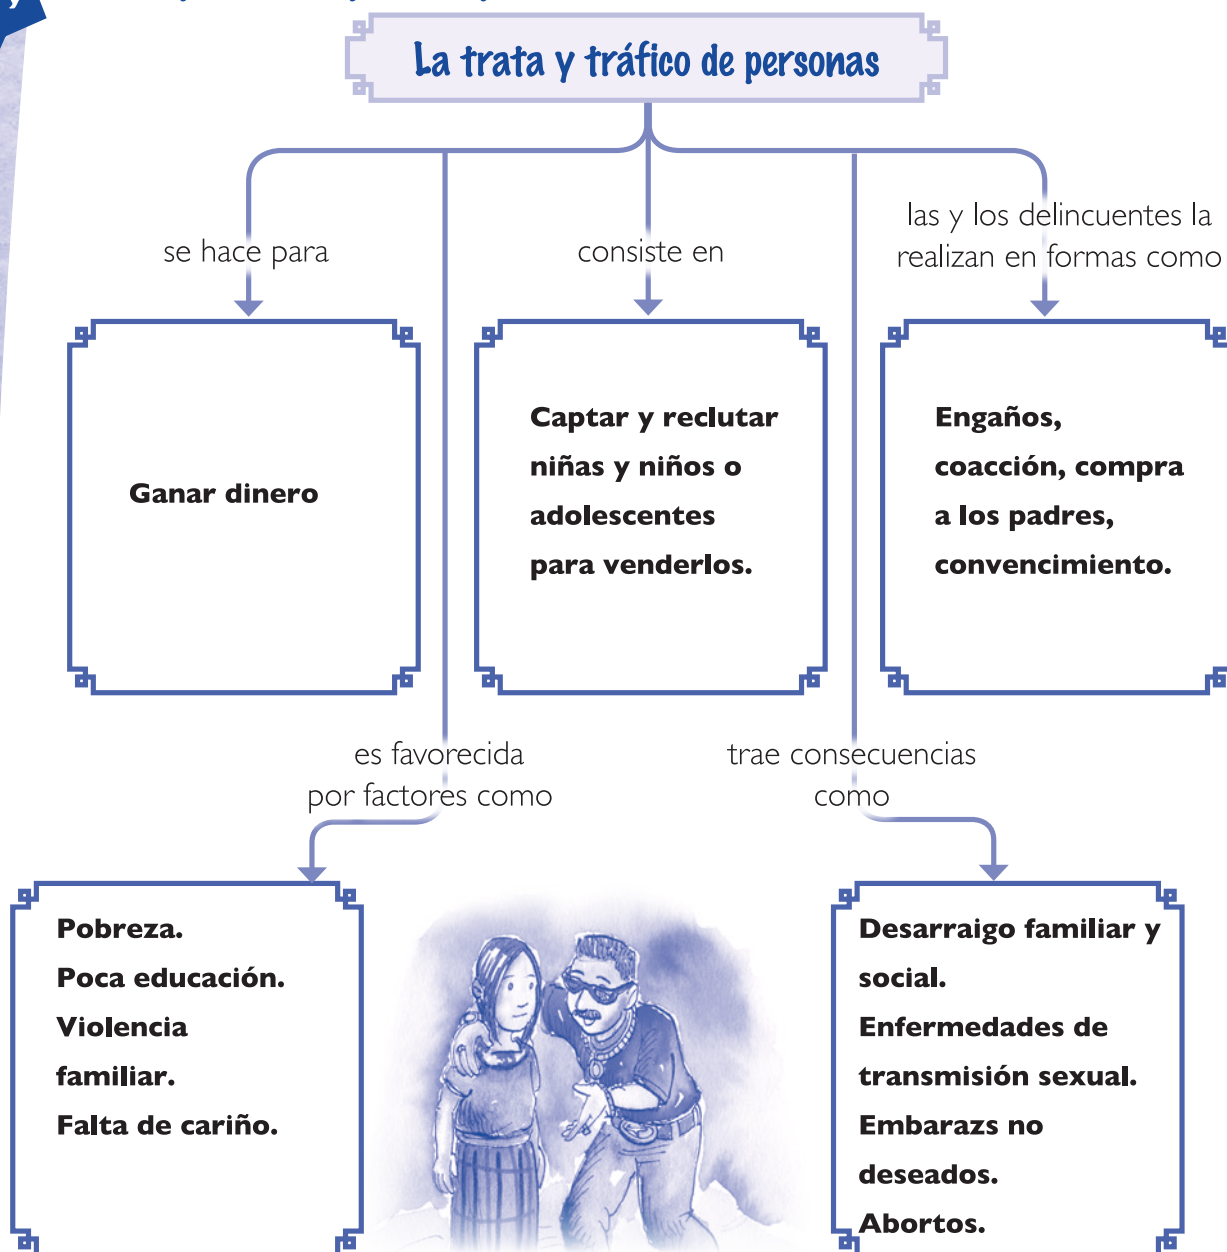 La trata y tráfico de personas
se hace para
consiste en
las y los delincuentes la
realizan en formas como
Ganar dinero
Captar y reclutar
niñas y niños o
adolescentes
para venderlos.
Engaños,
coacción, compra
a los padres,
convencimiento.
es favorecida
por factores como
trae consecuencias
como
Pobreza.
Poca educación.
Violencia
familiar.
Falta de cariño.
Desarraigo familiar y
social.
Enfermedades de
transmisión sexual.
Embarazs no
deseados.
Abortos.